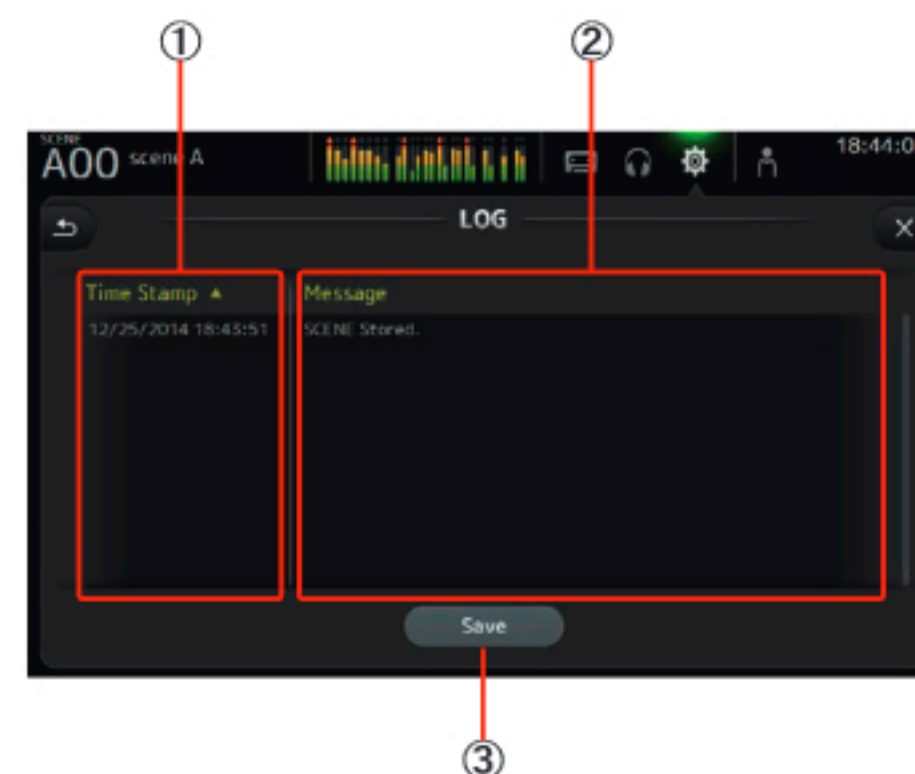 ① ②
SCENE
A00 scene A 18:44:0
LOG
Time Stamp ▲ Message
12/25/2014 18:43:51 SCENE Stored.
Save
③